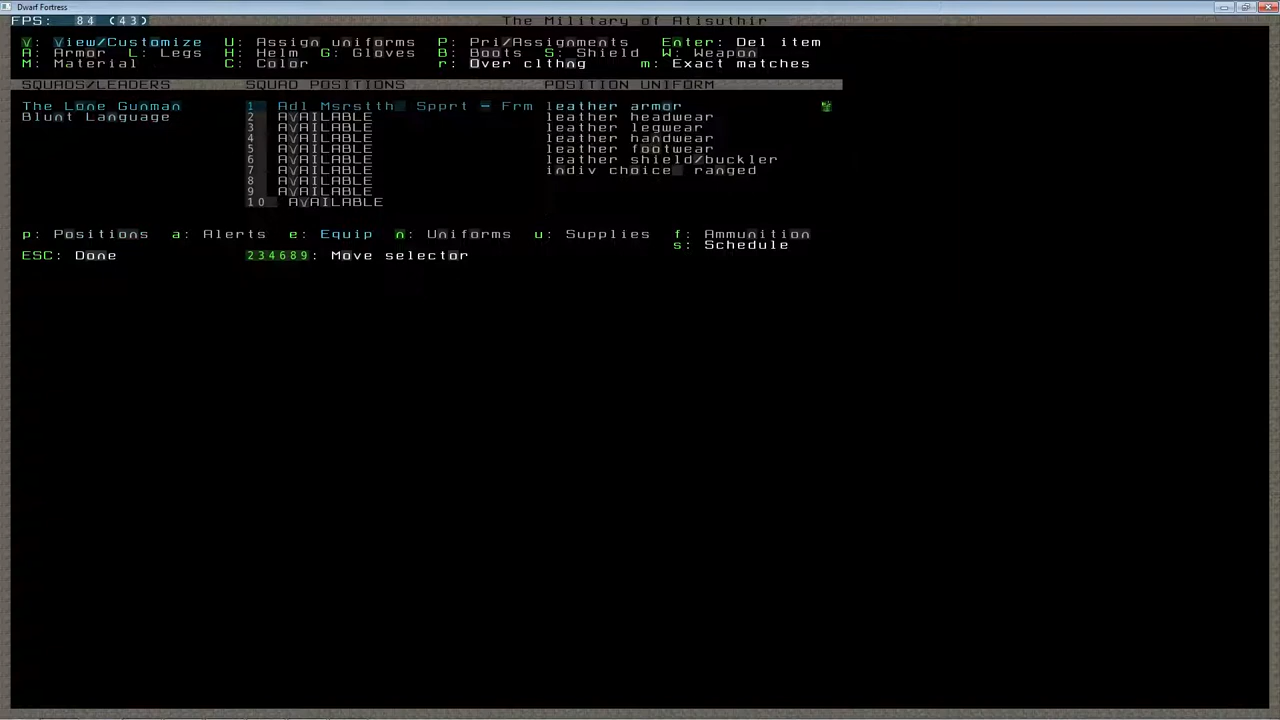 Dwarf Fortress
FPS: 84 (43) The Military of Atisuthir
V: View/Customize U: Assign uniforms P: Pri/Assignments Enter: Del item
A: Armor L: Legs H: Helm G: Gloves B: Boots S: Shield W: Weapon
M: Material C: Color r: Over clthng m: Exact matches
SQUADS/LEADERS SQUAD POSITIONS POSITION UNIFORM
The Lone Gunman 1 Adl Msrstth Spprt - Frm leather armor
Blunt Language 2 AVAILABLE leather headwear
3 AVAILABLE leather legwear
4 AVAILABLE leather handwear
5 AVAILABLE leather footwear
6 AVAILABLE leather shield/buckler
7 AVAILABLE indiv choice, ranged
8 AVAILABLE
9 AVAILABLE
10 AVAILABLE
p: Positions a: Alerts e: Equip n: Uniforms u: Supplies f: Ammunition
s: Schedule
ESC: Done 234689: Move selector